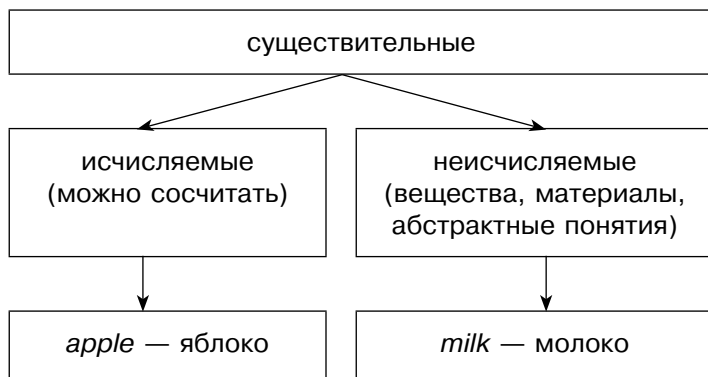 существительные
исчисляемые
(можно сосчитать)
неисчисляемые
(вещества, материалы,
абстрактные понятия)
apple — яблоко
milk — молоко